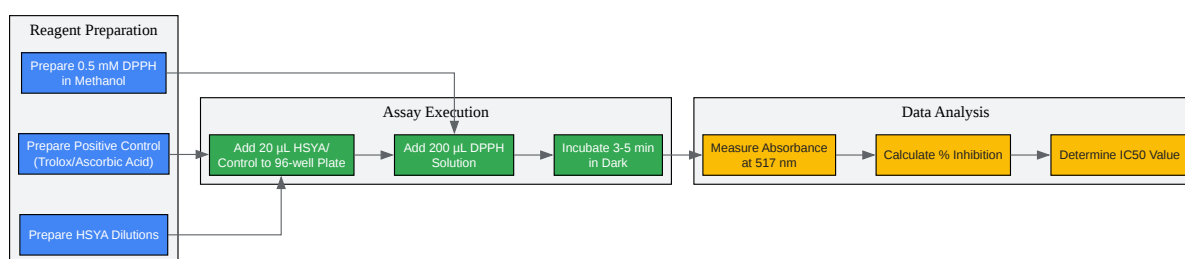 Reagent Preparation
Prepare 0.5 mM DPPH
in Methanol
Prepare Positive Control
(Trolox/Ascorbic Acid)
Prepare HSYA Dilutions
Assay Execution
Add 20 µL HSYA/
Control to 96-well Plate
Add 200 µL DPPH
Solution
Incubate 3-5 min
in Dark
Data Analysis
Measure Absorbance
at 517 nm
Calculate % Inhibition
Determine IC50 Value